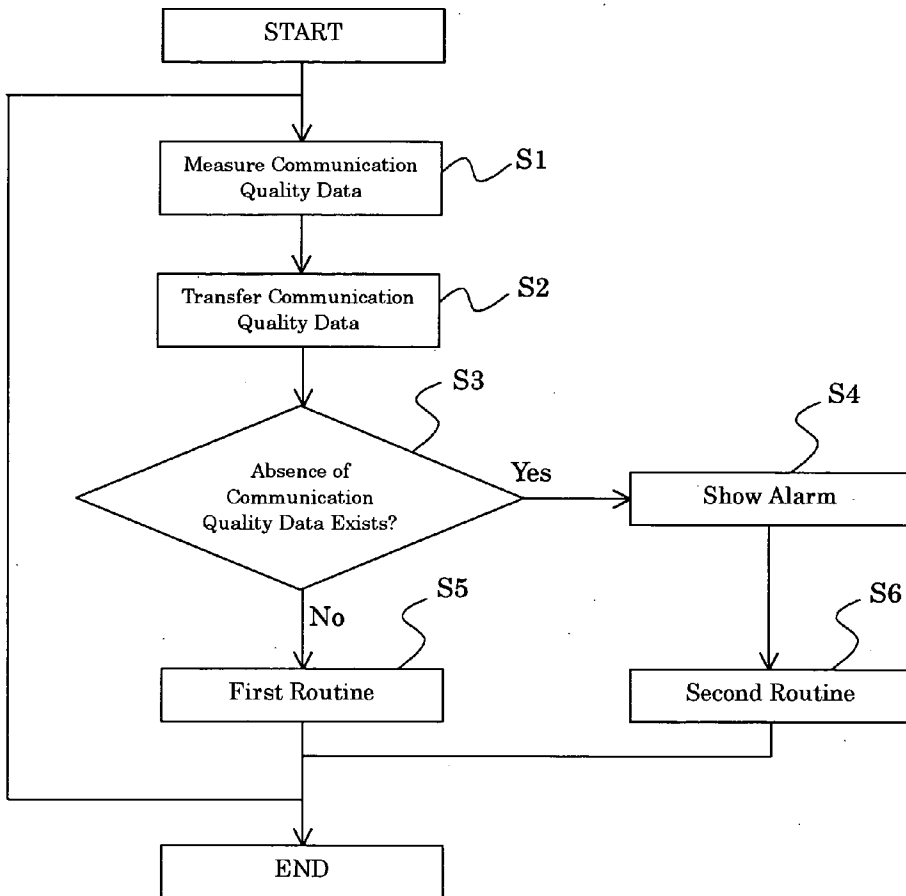 START
Measure Communication
Quality Data
S1
Transfer Communication
Quality Data
S2
S3
S4
Absence of
Communication
Quality Data Exists?
Yes
Show Alarm
No
S5
S6
First Routine
Second Routine
END